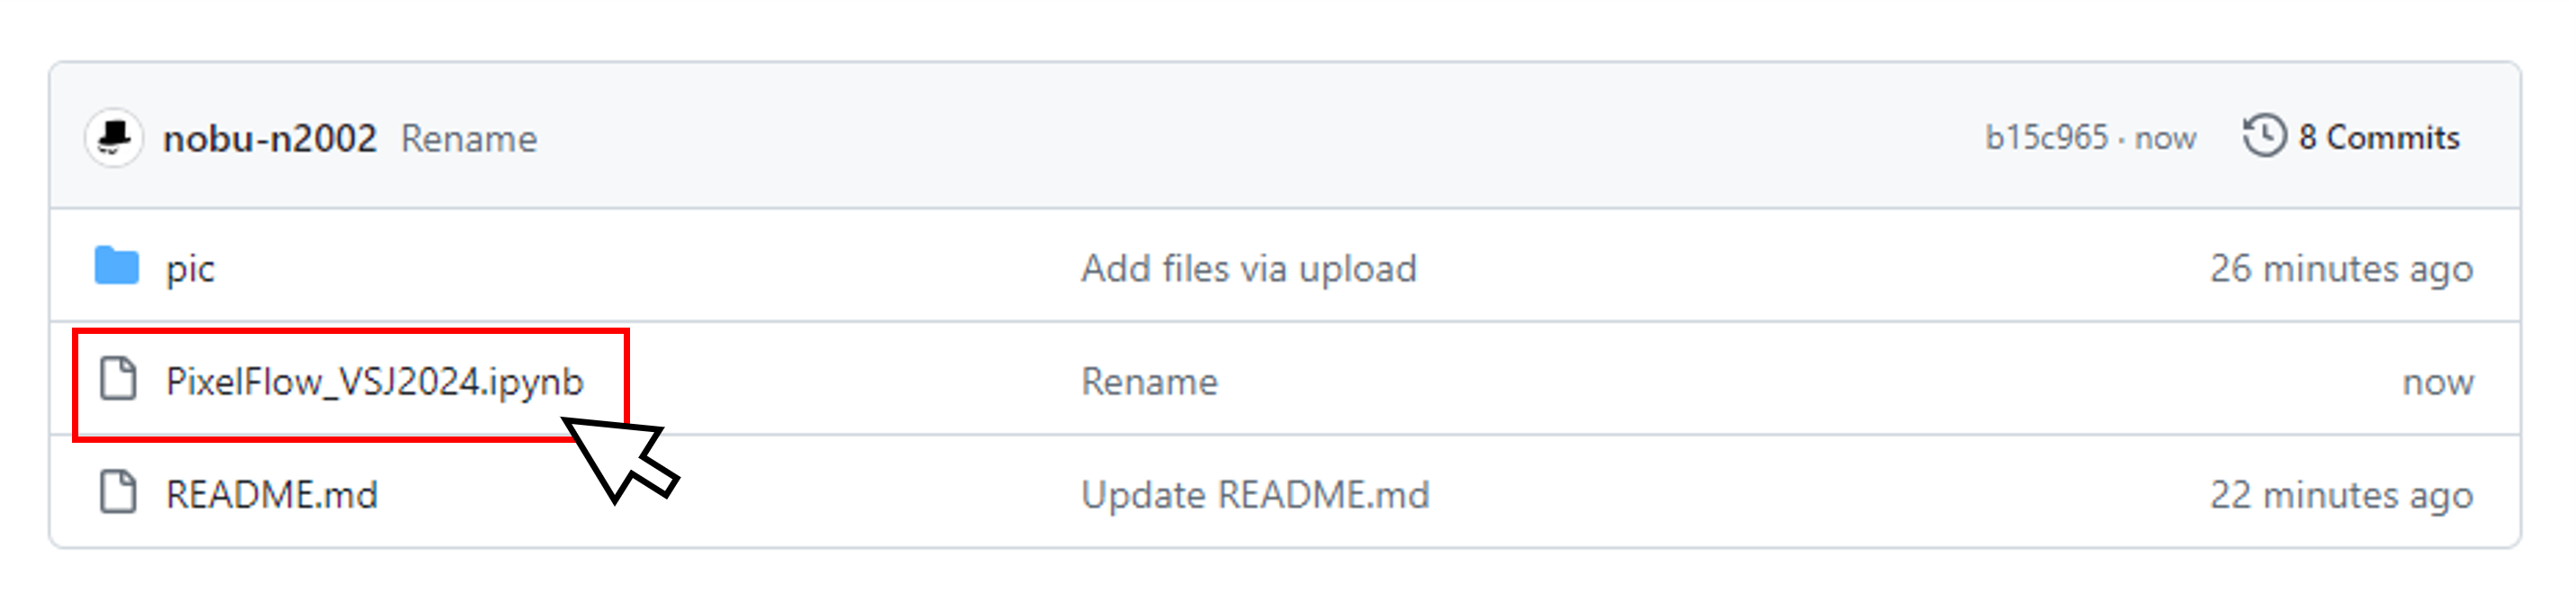 nobu-n2002 Rename b15c965 · now 8 Commits
pic Add files via upload 26 minutes ago
PixelFlow_VSJ2024.ipynb Rename now
README.md Update README.md 22 minutes ago